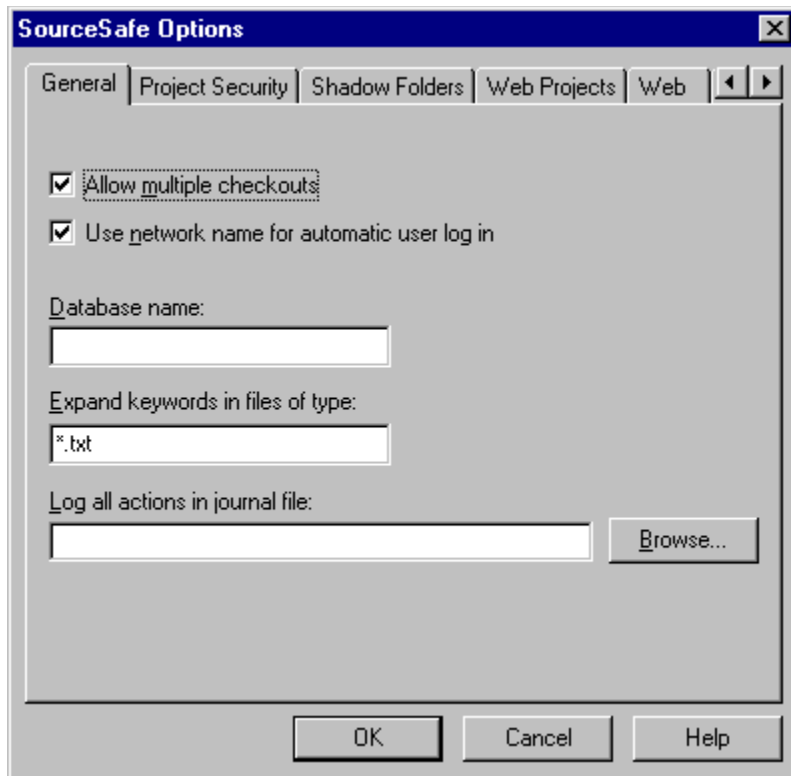 SourceSafe Options
General Project Security Shadow Folders Web Projects Web
Allow multiple checkouts
Use network name for automatic user log in
Database name:
Expand keywords in files of type:
*.txt
Log all actions in journal file:
Browse...
OK Cancel Help